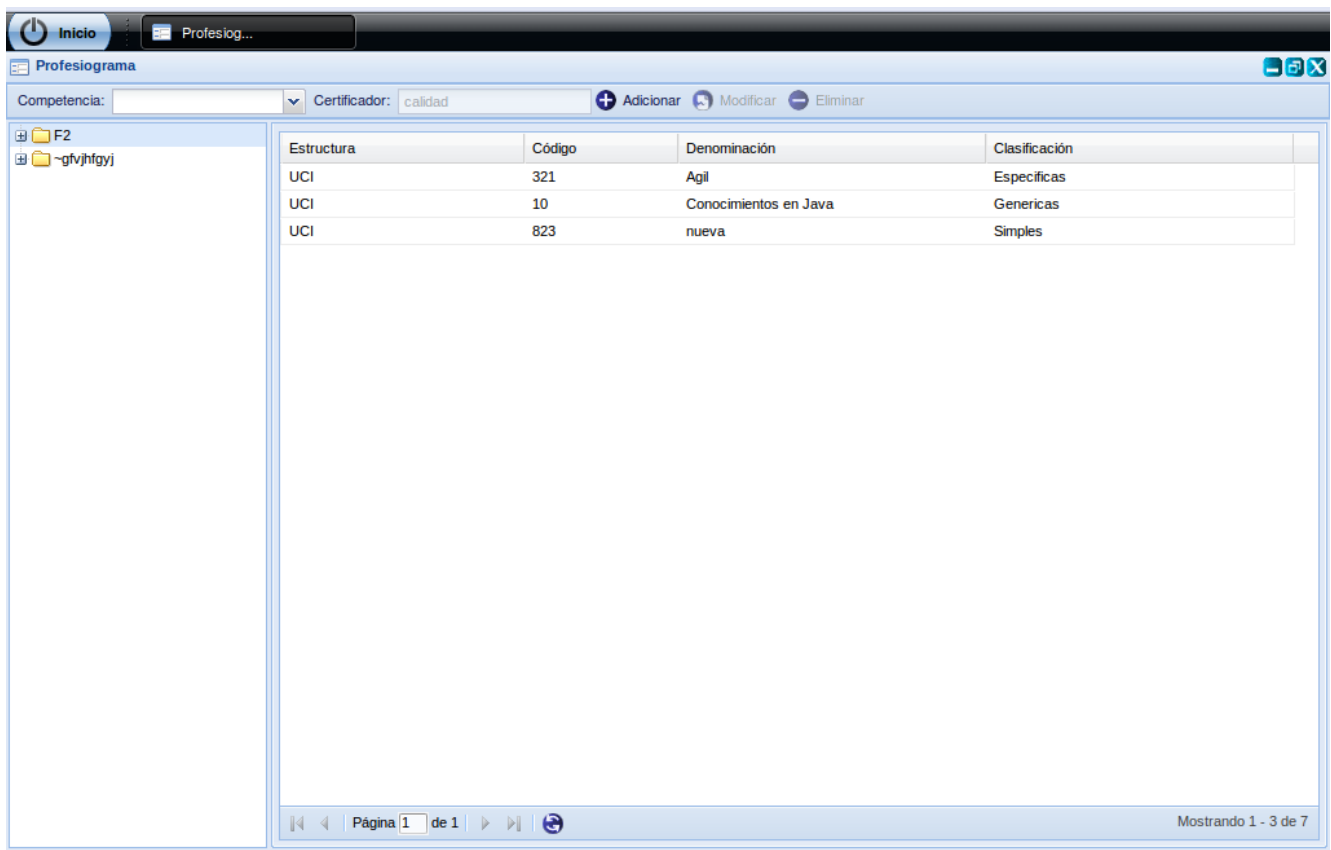 Inicio Profesiog...
Profesiograma
Competencia: Certificador: calidad Adicionar Modificar Eliminar
F2
~gfvjhfgyj
Estructura Código Denominación Clasificación
UCI 321 Agil Especificas
UCI 10 Conocimientos en Java Genericas
UCI 823 nueva Simples
Página 1 de 1 Mostrando 1 - 3 de 7